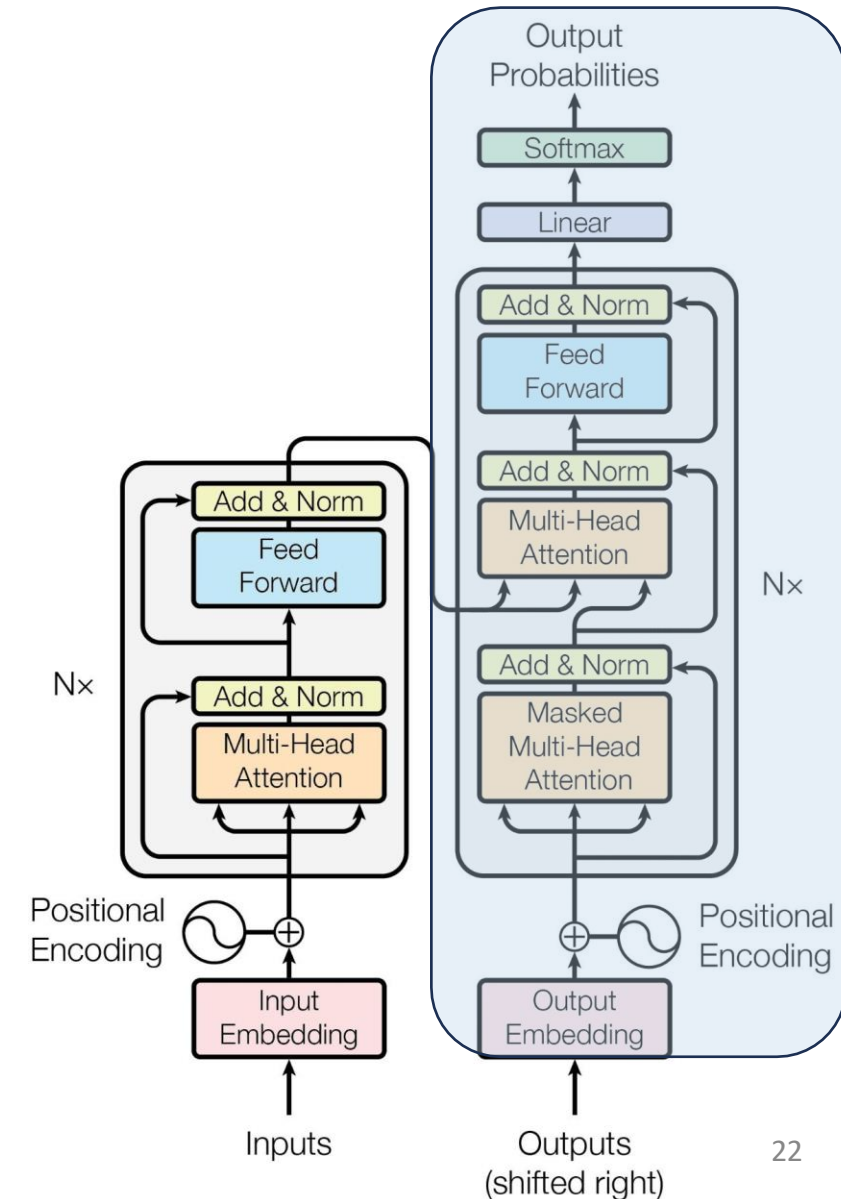 Output
Probabilities
Softmax
Linear
Add & Norm
Feed
Forward
Add & Norm
Multi-Head
Attention
Nx
Add & Norm
Masked
Multi-Head
Attention
Positional
Encoding
Output
Embedding
Outputs
(shifted right)
Add & Norm
Feed
Forward
Nx
Add & Norm
Multi-Head
Attention
Positional
Encoding
Input
Embedding
Inputs
22